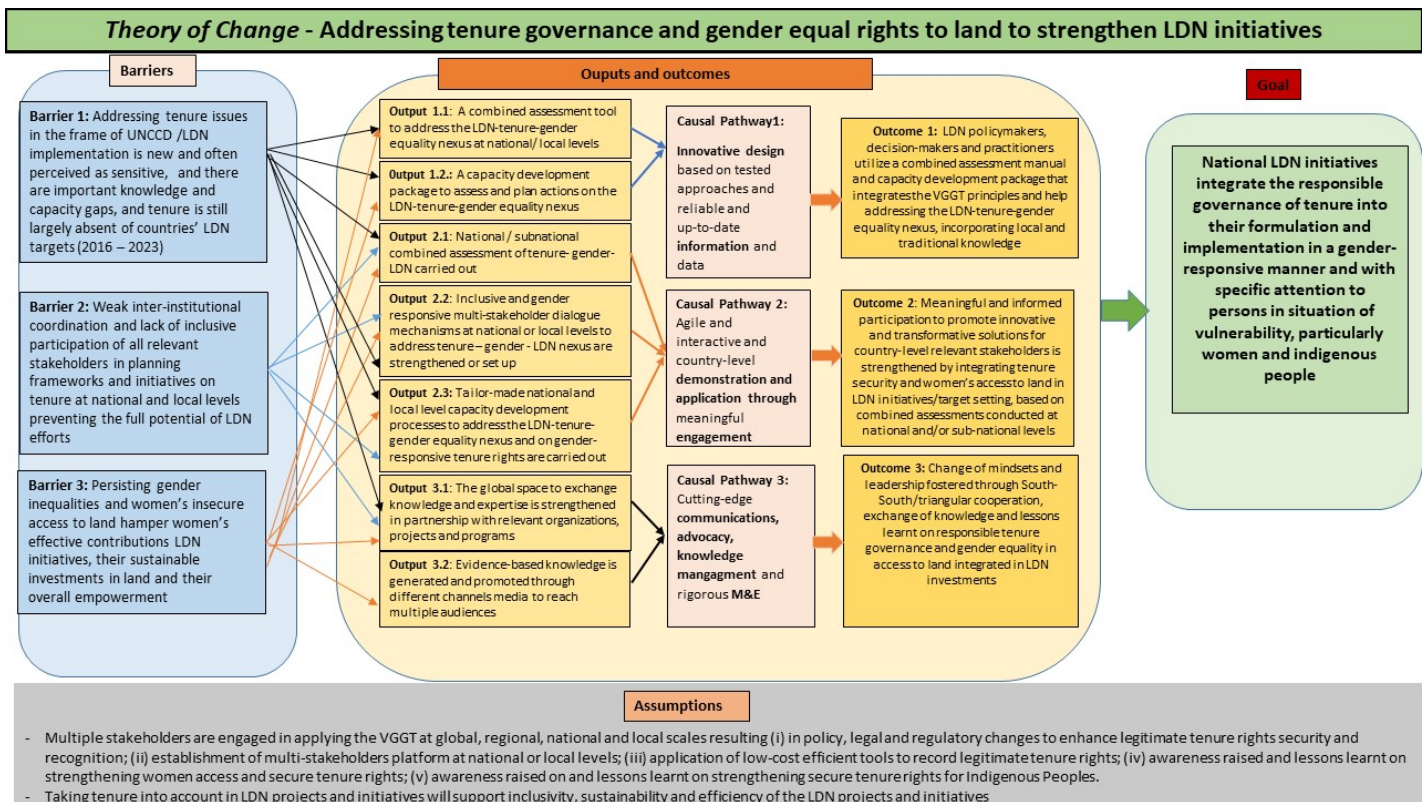 Theory of Change - Addressing tenure governance and gender equal rights to land to strengthen LDN initiatives
Barriers
Barrier 1: Addressing tenure issues
in the frame of UNCCD /LDN
implementation is new and often
perceived as sensitive, and there
are important knowledge and
capacity gaps, and tenure is still
largely absent of countries' LDN
targets (2016 – 2023)
Barrier 2: Weak inter-institutional
coordination and lack of inclusive
participation of all relevant
stakeholders in planning
frameworks and initiatives on
tenure at national and local levels
preventing the full potential of LDN
efforts
Barrier 3: Persisting gender
inequalities and women's insecure
access to land hamper women's
effective contributions LDN
initiatives, their sustainable
investments in land and their
overall empowerment
Ouputs and outcomes
Output 1.1: A combined assessment tool
to address the LDN-tenure-gender
equality nexus at national/ local levels
0utput 1.2.: A capacity development
package to assess and plan actions on the
LDN-tenure-gender equality nexus
Output 2.1: National / subnational
combined assessment of tenure- gender-
LDN carried out
Output 2.2: Inclusive and gender
responsive multi-stakeholder dialogue
mechanisms at national or local levels to
address tenure – gender - LDN nexus are
strengthened or set up
Output 2.3: Tailor-made national and
local level capacity development
processes to address the LDN-tenure-
gender equality nexus and on gender-
responsive tenure rights are carried out
Output 3.1: The global space to exchange
knowledge and expertise is strengthened
in partnership with relevant organizations,
projects and programs
Output 3.2: Evidence-based knowledge is
generated and promoted through
different channels media to reach
multiple audiences
Causal Pathway1:
Innovative design
based on tested
approaches and
reliable and
up-to-date
information and
data
Causal Pathway 2:
Agile and
interactive and
country-level
demonstration and
application through
meaningful
engagement
Causal Pathway 3:
Cutting-edge
communications,
advocacy,
knowledge
mangagment and
rigorous M&E
Outcome 1: LDN policymakers,
decision-makers and practitioners
utilize a combined assessment manual
and capacity development package that
integrates the VGGT principles and help
addressing the LDN-tenure-gender
equality nexus, incorporating local and
traditional knowledge
Outcome 2: Meaningful and informed
participation to promote innovative
and transformative solutions for
country-level relevant stakeholders is
strengthened by integrating tenure
security and women's access to land in
LDN initiatives/target setting, based on
combined assessments conducted at
national and/or sub-national levels
Outcome 3: Change of mindsets and
leadership fostered through South-
South/triangular cooperation,
exchange of knowledge and lessons
learnt on responsible tenure
governance and gender equality in
access to land integrated in LDN
investments
Goal
National LDN initiatives
integrate the responsible
governance of tenure into
their formulation and
implementation in a gender-
responsive manner and with
specific attention to
persons in situation of
vulnerability, particularly
women and indigenous
people
Assumptions
- Multiple stakeholders are engaged in applying the VGGT at global, regional, national and local scales resulting (i) in policy, legal and regulatory changes to enhance legitimate tenure rights security and
recognition; (ii) establishment of multi-stakeholders platform at national or local levels; (iii) application of low-cost efficient tools to record legitimate tenure rights; (iv) awareness raised and lessons learnt on
strengthening women access and secure tenure rights; (v) awareness raised on and lessons learnt on strengthening secure tenure rights for Indigenous Peoples.
- Taking tenure into account in LDN projects and initiatives will support inclusivity, sustainability and efficiency of the LDN projects and initiatives